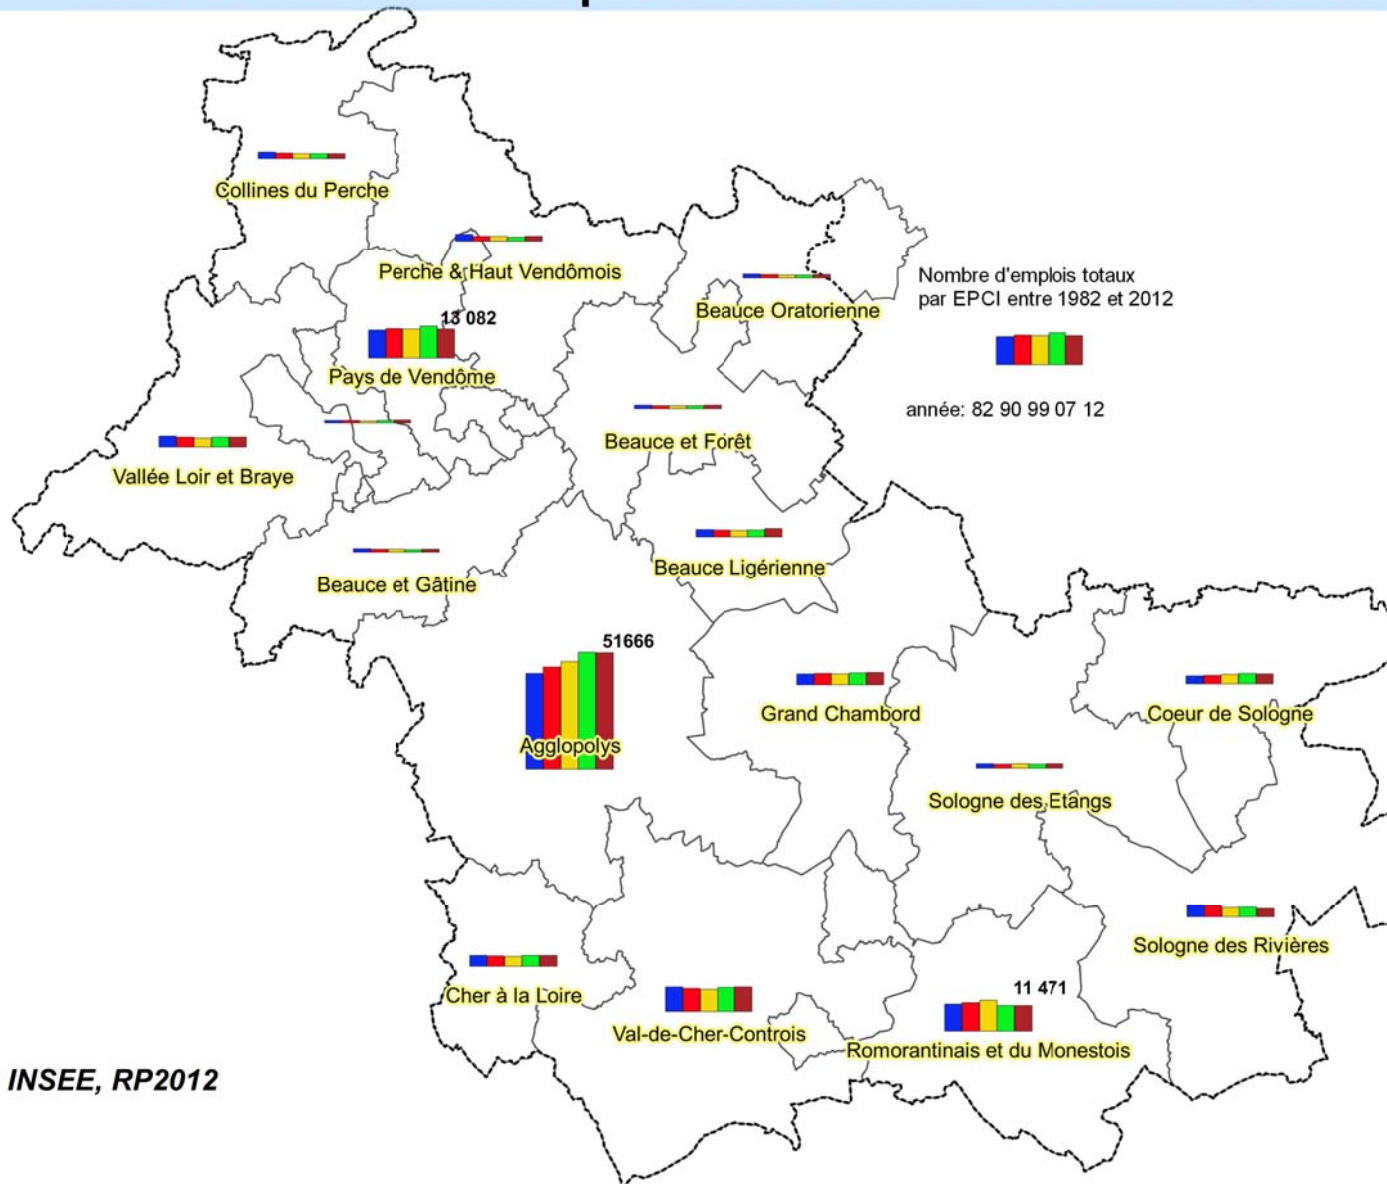 Collines du Perche
Perche & Haut Vendômois
Beauce Oratorienne
Nombre d'emplois totaux
par EPCI entre 1982 et 2012
13 082
Pays de Vendôme
année: 82 90 99 07 12
Beauce et Forêt
Vallée Loir et Braye
Beauce Ligérienne
Beauce et Gâtine
51666
Agglopolys
Grand Chambord
Coeur de Sologne
Sologne des Etangs
Sologne des Rivières
Cher à la Loire
11 471
Val-de-Cher-Controis
Romorantinais et du Monestois
INSEE, RP2012